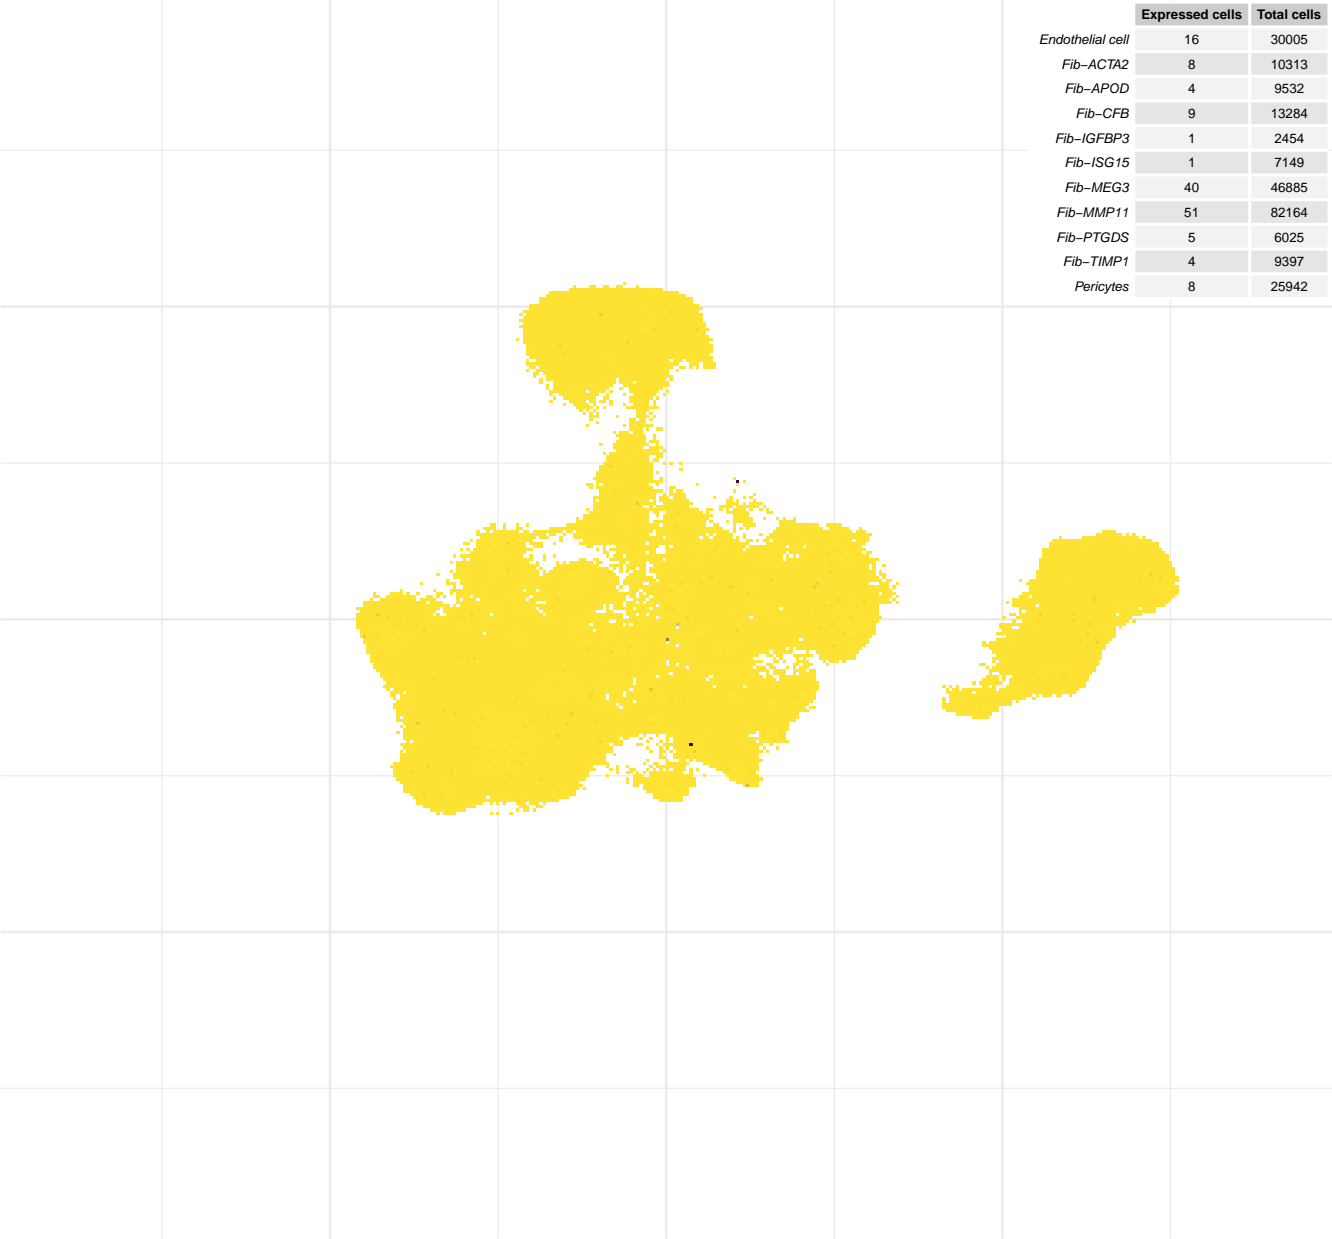 Expressed cells Total cells
Endothelial cell 16 30005
Fib−ACTA2 8 10313
Fib−APOD 4 9532
Fib−CFB 9 13284
Fib−IGFBP3 1 2454
Fib−ISG15 1 7149
Fib−MEG3 40 46885
Fib−MMP11 51 82164
Fib−PTGDS 5 6025
Fib−TIMP1 4 9397
Pericytes 8 25942